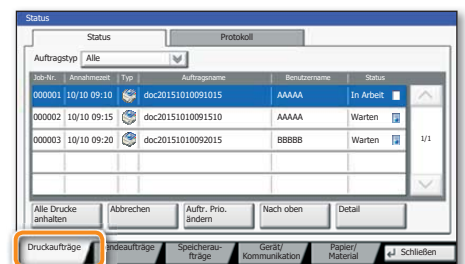 Status
Status Protokoll
Auftragstyp Alle
Job-Nr. Annahmezeit Typ Auftragsname Benutzername Status
000001 10/10 09:10 doc20151010091015 AAAAA In Arbeit
000002 10/10 09:15 doc20151010091510 AAAAA Warten
000003 10/10 09:20 doc20151010092015 BBBBB Warten
1/1
Alle Drucke anhalten Abbrechen Auftr. Prio. ändern Nach oben Detail
Druckaufträge endeaufträge Speicherau-fträge Gerät/Kommunikation Papier/Material Schließen